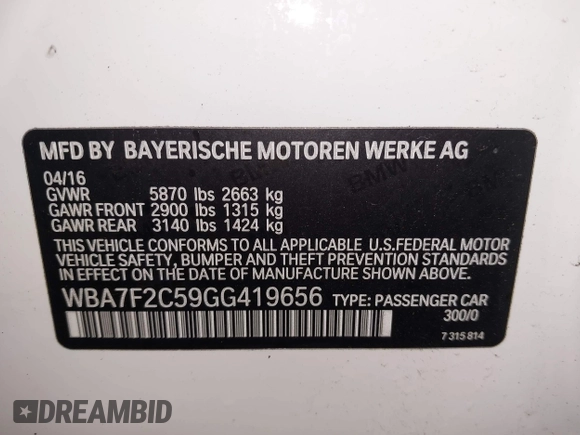 MFD BY BAYERISCHE MOTOREN WERKE AG
04/16
GVWR 5870 lbs 2663 kg
GAWR FRONT 2900 lbs 1315 kg
GAWR REAR 3140 lbs 1424 kg
THIS VEHICLE CONFORMS TO ALL APPLICABLE U.S.FEDERAL MOTOR
VEHICLE SAFETY, BUMPER AND THEFT PREVENTION STANDARDS IN
EFFECT ON THE DATE OF MANUFACTURE SHOWN ABOVE.
WBA7F2C59GG419656 TYPE: PASSENGER CAR
300/0
7 315 814
DREAMBID